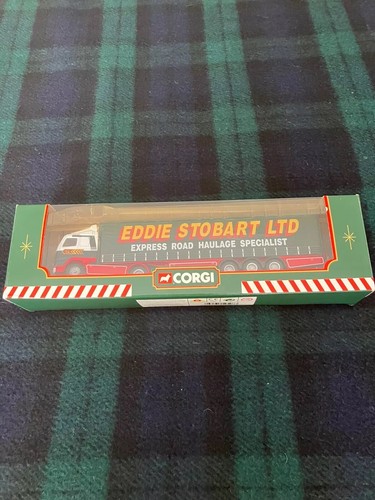 EDDIE STOBART LTD
EXPRESS ROAD HAULAGE SPECIALIST
CORGI